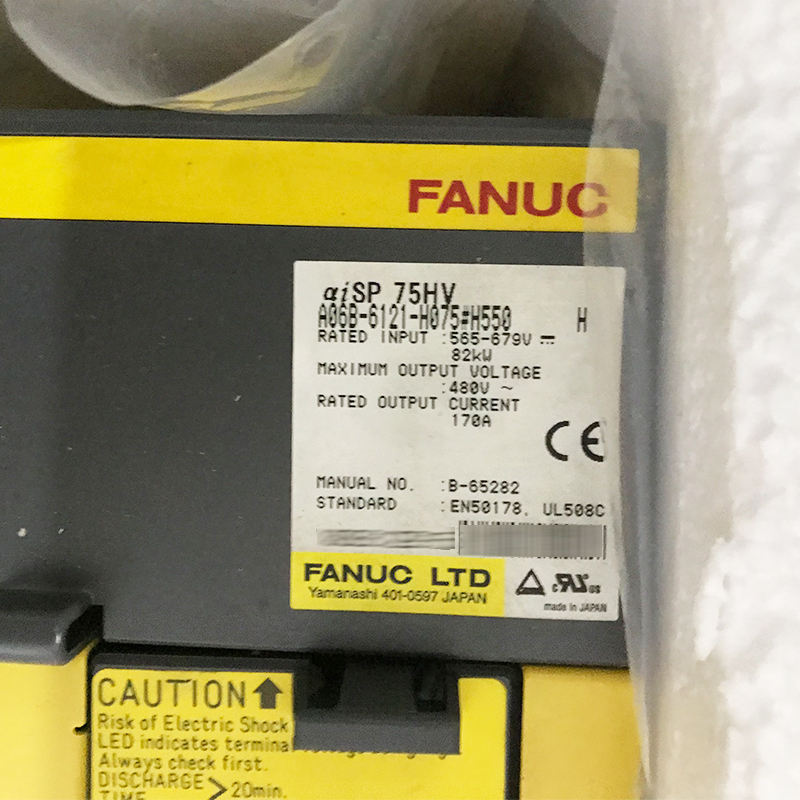 FANUC
αiSP 75HV
A06B-6121-H075#H550 H
RATED INPUT :565-679V ⎓
82kW
MAXIMUM OUTPUT VOLTAGE
:480V ~
RATED OUTPUT CURRENT
170A
CE
MANUAL NO. :B-65282
STANDARD :EN50178, UL508C
FANUC LTD
Yamanashi 401-0597 JAPAN
c US
made in JAPAN
CAUTION
Risk of Electric Shock
LED indicates
Always check first.
DISCHARGE
TIME > 20min.